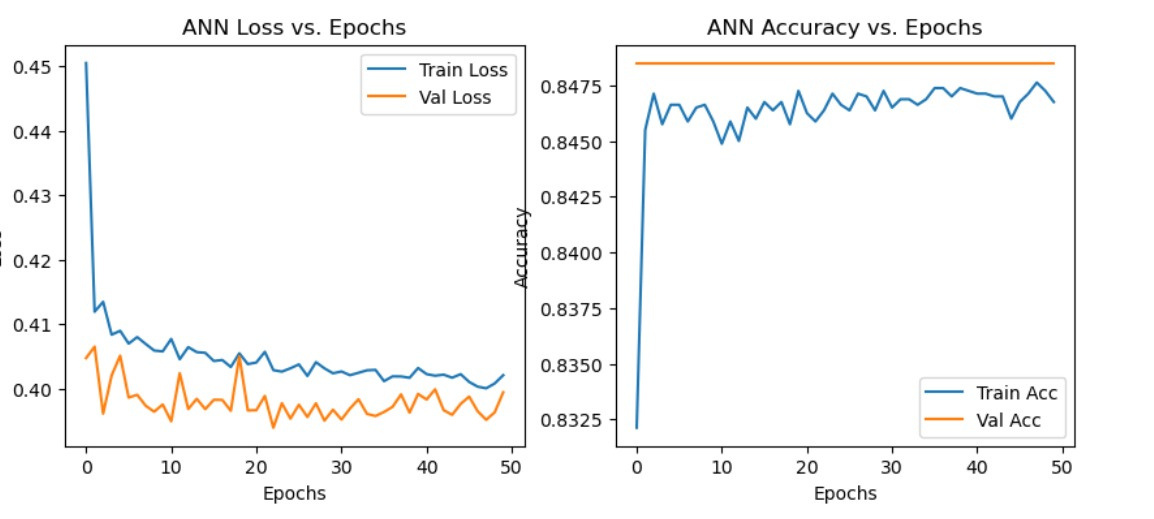 ANN Loss vs. Epochs
0.45
0.44
0.43
0.42
0.41
0.40
Train Loss
Val Loss
0 10 20 30 40 50
Epochs
ANN Accuracy vs. Epochs
Accuracy
0.8475
0.8450
0.8425
0.8400
0.8375
0.8350
0.8325
Train Acc
Val Acc
0 10 20 30 40 50
Epochs